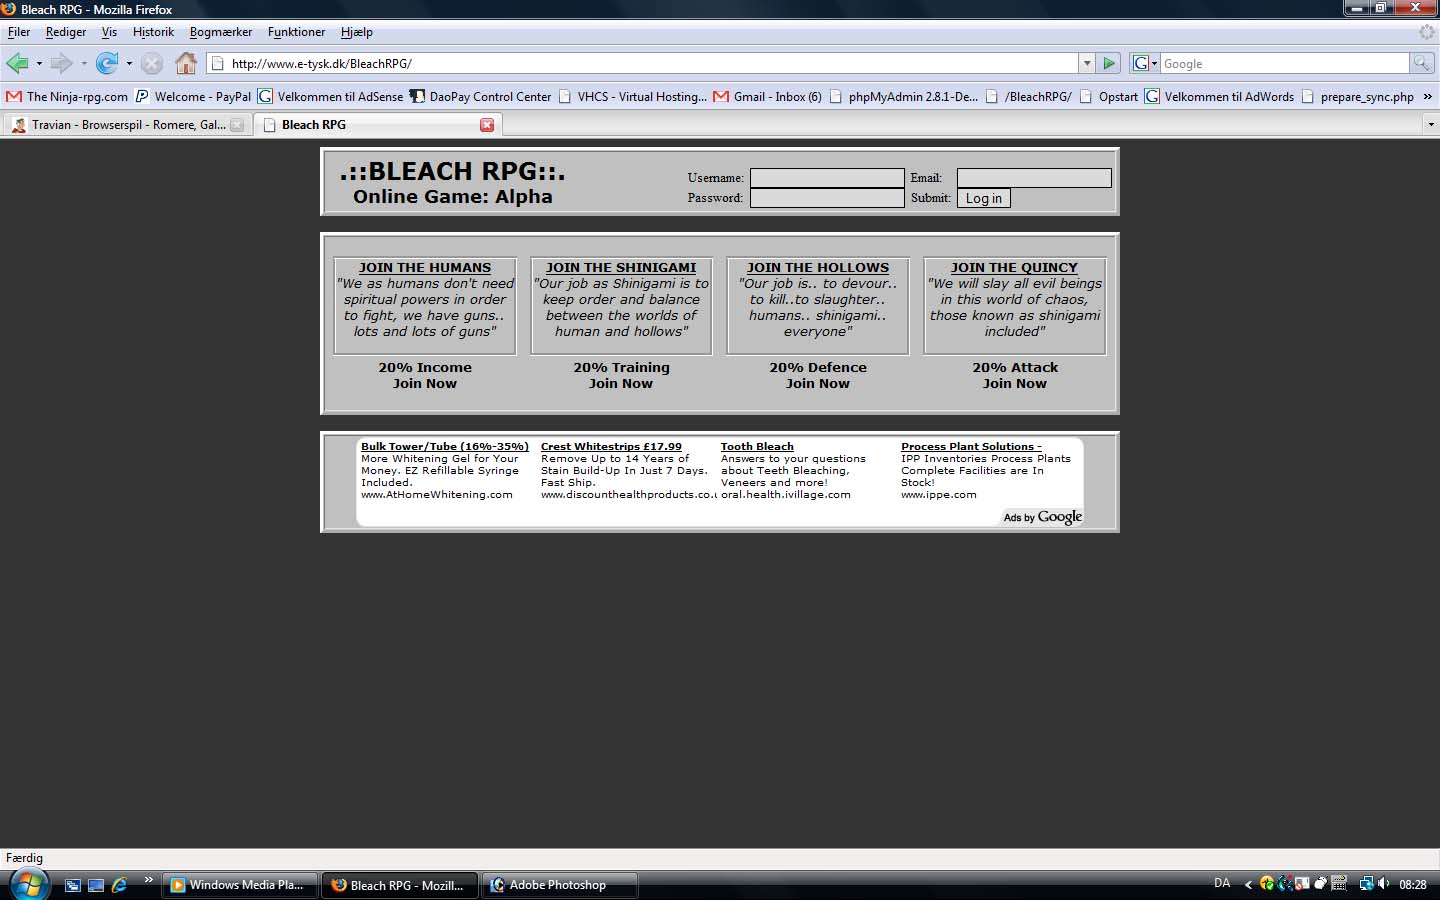 Bleach RPG - Mozilla Firefox
Filer Rediger Vis Historik Bogmærker Funktioner Hjælp
http://www.e-tysk.dk/BleachRPG/ G Google
The Ninja-rpg.com Welcome - PayPal Velkommen til AdSense DaoPay Control Center VHCS - Virtual Hosting... Gmail - Inbox (6) phpMyAdmin 2.8.1-De... /BleachRPG/ Opstart Velkommen til AdWords prepare_sync.php »
Travian - Browserspil - Romere, Gal... Bleach RPG
.::BLEACH RPG::.
Online Game: Alpha
Username: Email:
Password: Submit: Log in
JOIN THE HUMANS
"We as humans don't need
spiritual powers in order
to fight, we have guns..
lots and lots of guns"
20% Income
Join Now
JOIN THE SHINIGAMI
"Our job as Shinigami is to
keep order and balance
between the worlds of
human and hollows"
20% Training
Join Now
JOIN THE HOLLOWS
"Our job is.. to devour..
to kill..to slaughter..
humans.. shinigami..
everyone"
20% Defence
Join Now
JOIN THE QUINCY
"We will slay all evil beings
in this world of chaos,
those known as shinigami
included"
20% Attack
Join Now
Bulk Tower/Tube (16%-35%)
More Whitening Gel for Your
Money. EZ Refillable Syringe
Included.
www.AtHomeWhitening.com
Crest Whitestrips £17.99
Remove Up to 14 Years of
Stain Build-Up In Just 7 Days.
Fast Ship.
www.discounthealthproducts.co.u
Tooth Bleach
Answers to your questions
about Teeth Bleaching,
Veneers and more!
oral.health.ivillage.com
Process Plant Solutions -
IPP Inventories Process Plants
Complete Facilities are In
Stock!
www.ippe.com
Ads by Google
Færdig
» Windows Media Pla... Bleach RPG - Mozill... Adobe Photoshop DA < 08:28